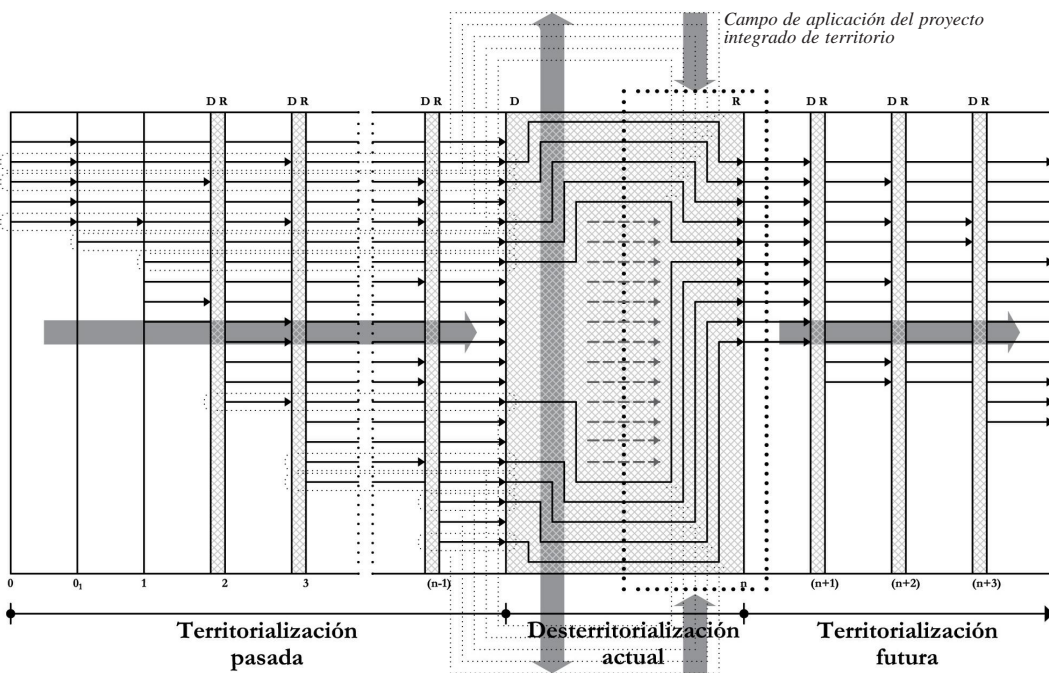 Campo de aplicación del proyecto
integrado de territorio
D R D R D R D R D R D R D R
0 0₁ 1 2 3 (n-1) n (n+1) (n+2) (n+3)
Territorialización
pasada
Desterritorialización
actual
Territorialización
futura